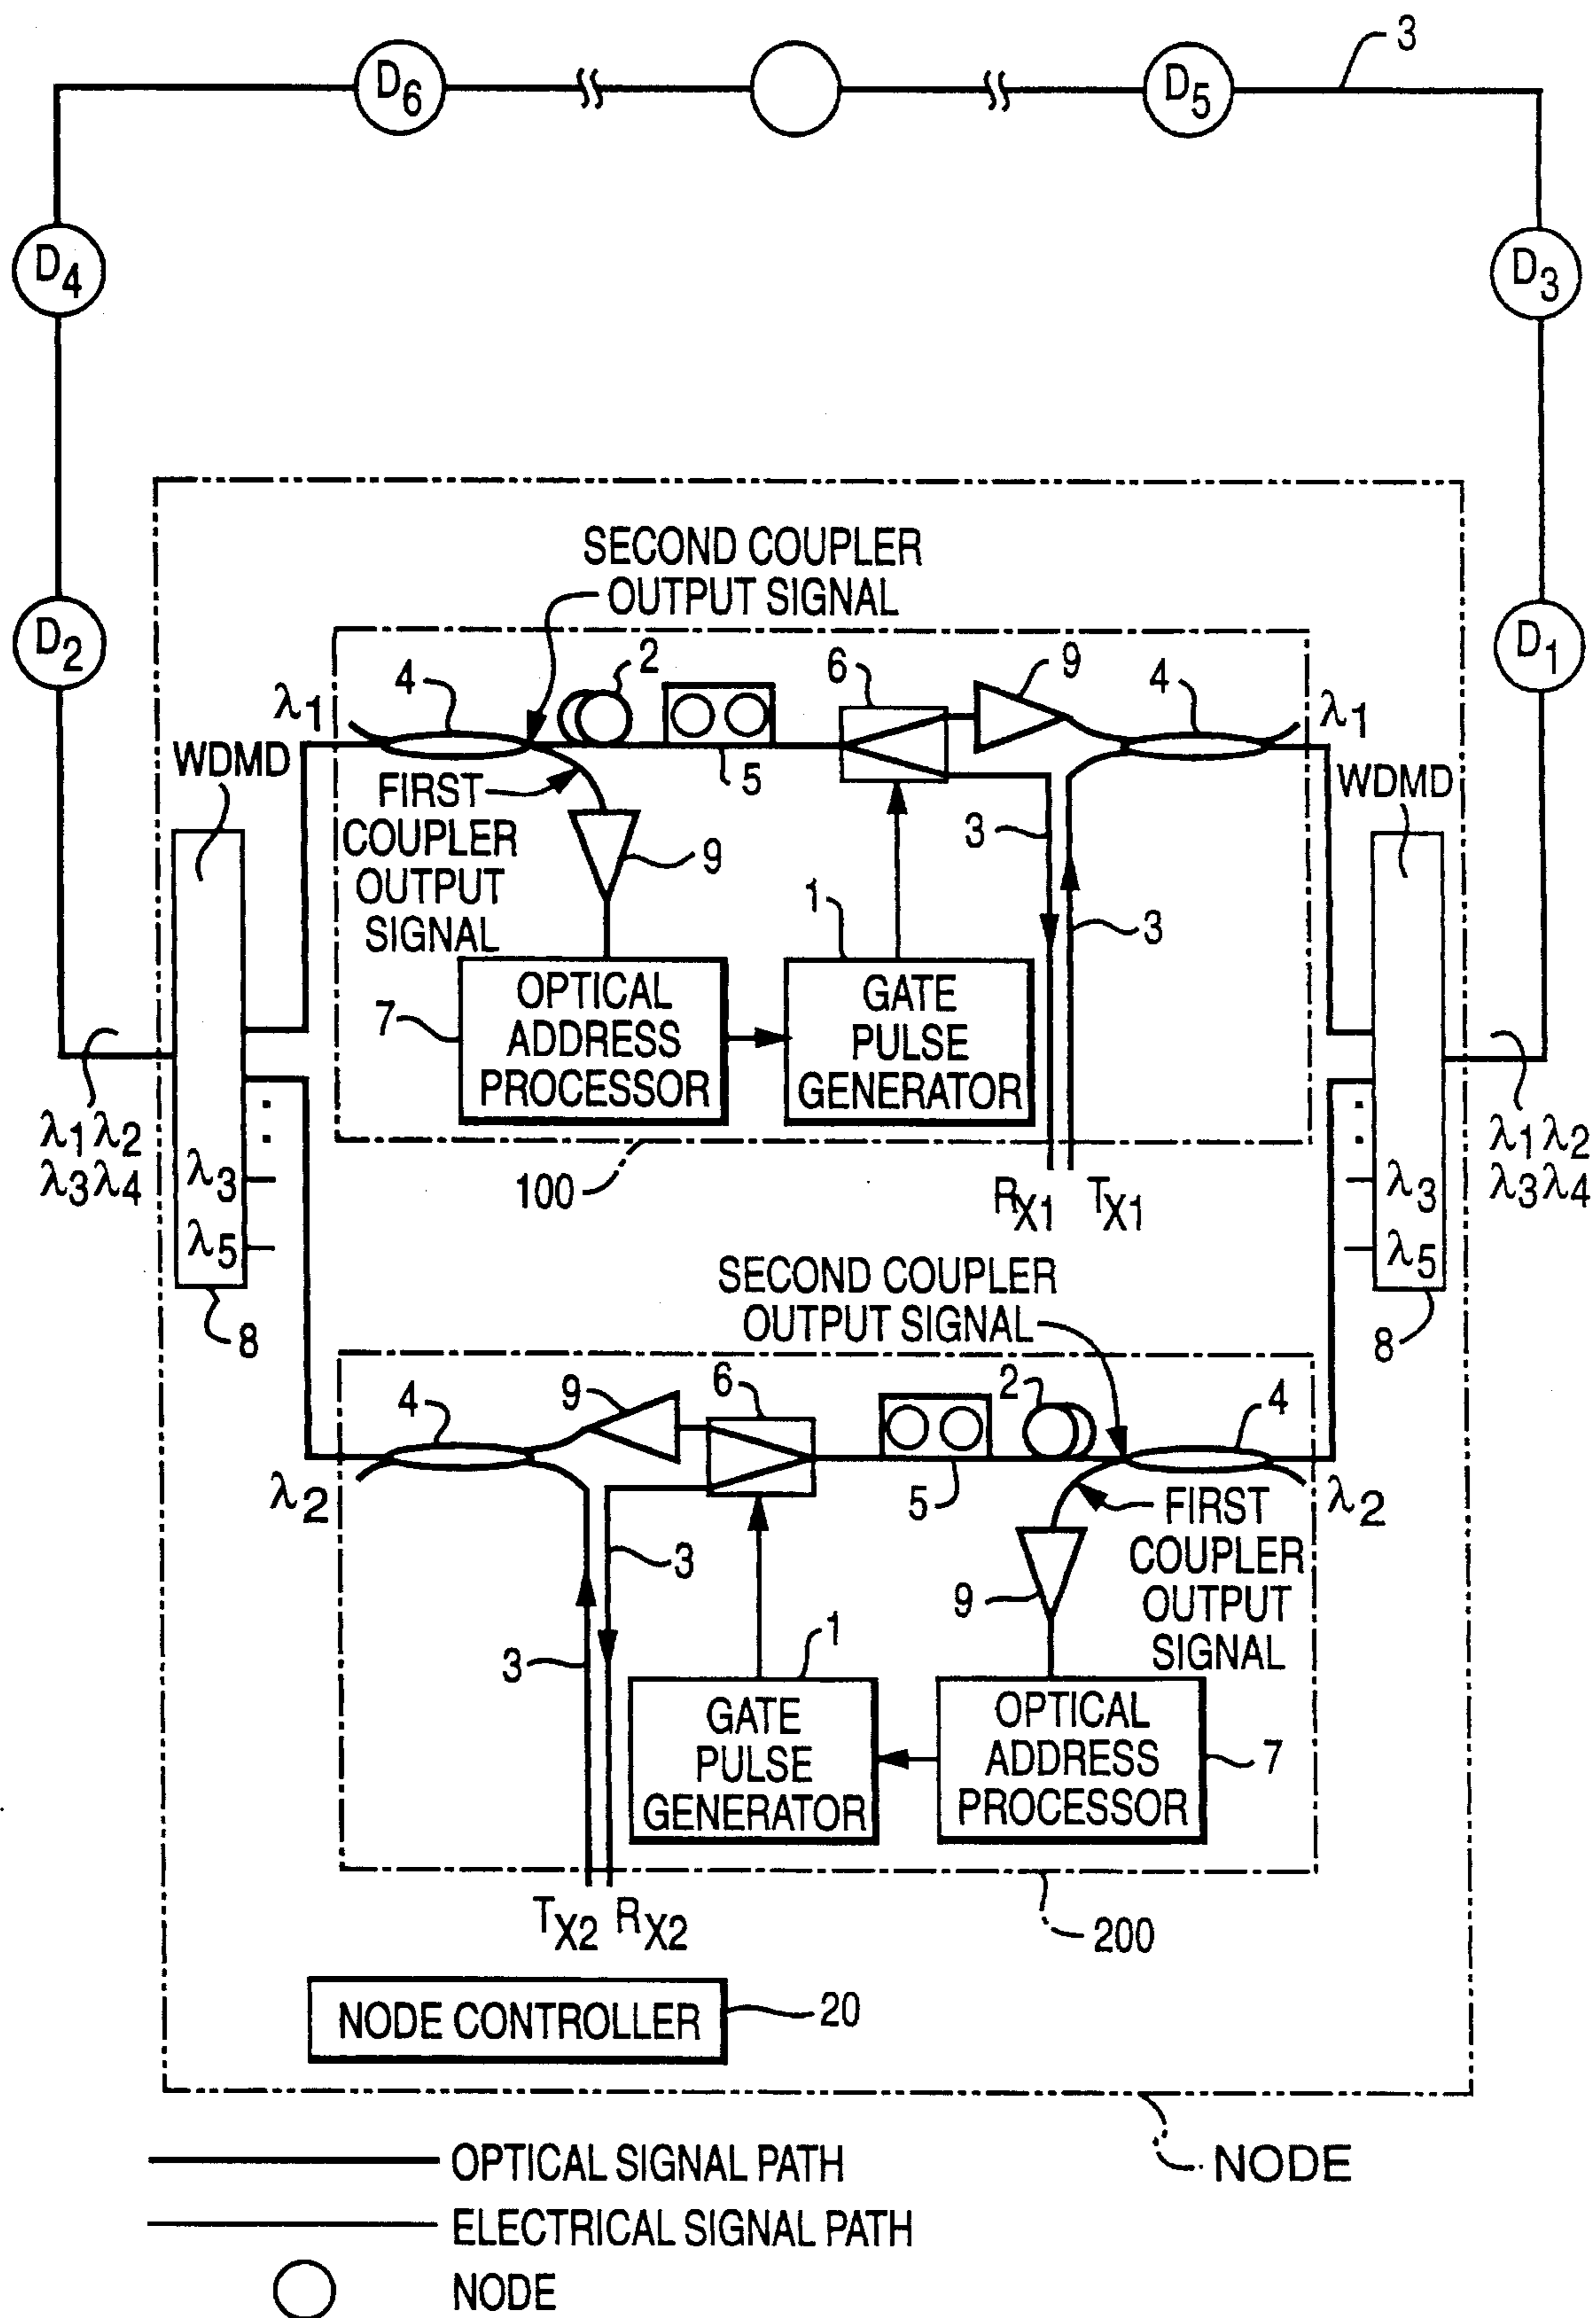 3
D6
D5
D4
D3
D2
D1
SECOND COUPLER
OUTPUT SIGNAL
λ1
4
2
6
9
4
λ1
WDMD
5
WDMD
FIRST
COUPLER
OUTPUT
SIGNAL
9
3
1
3
7
OPTICAL
ADDRESS
PROCESSOR
GATE
PULSE
GENERATOR
λ1λ2
λ3λ4
λ3
λ5
100
RX1
TX1
λ1λ2
λ3λ4
λ3
λ5
8
8
SECOND COUPLER
OUTPUT SIGNAL
4
9
6
2
4
λ2
5
λ2
FIRST
COUPLER
OUTPUT
SIGNAL
3
9
3
1
GATE
PULSE
GENERATOR
OPTICAL
ADDRESS
PROCESSOR
7
TX2
RX2
200
NODE CONTROLLER
20
NODE
OPTICAL SIGNAL PATH
ELECTRICAL SIGNAL PATH
NODE